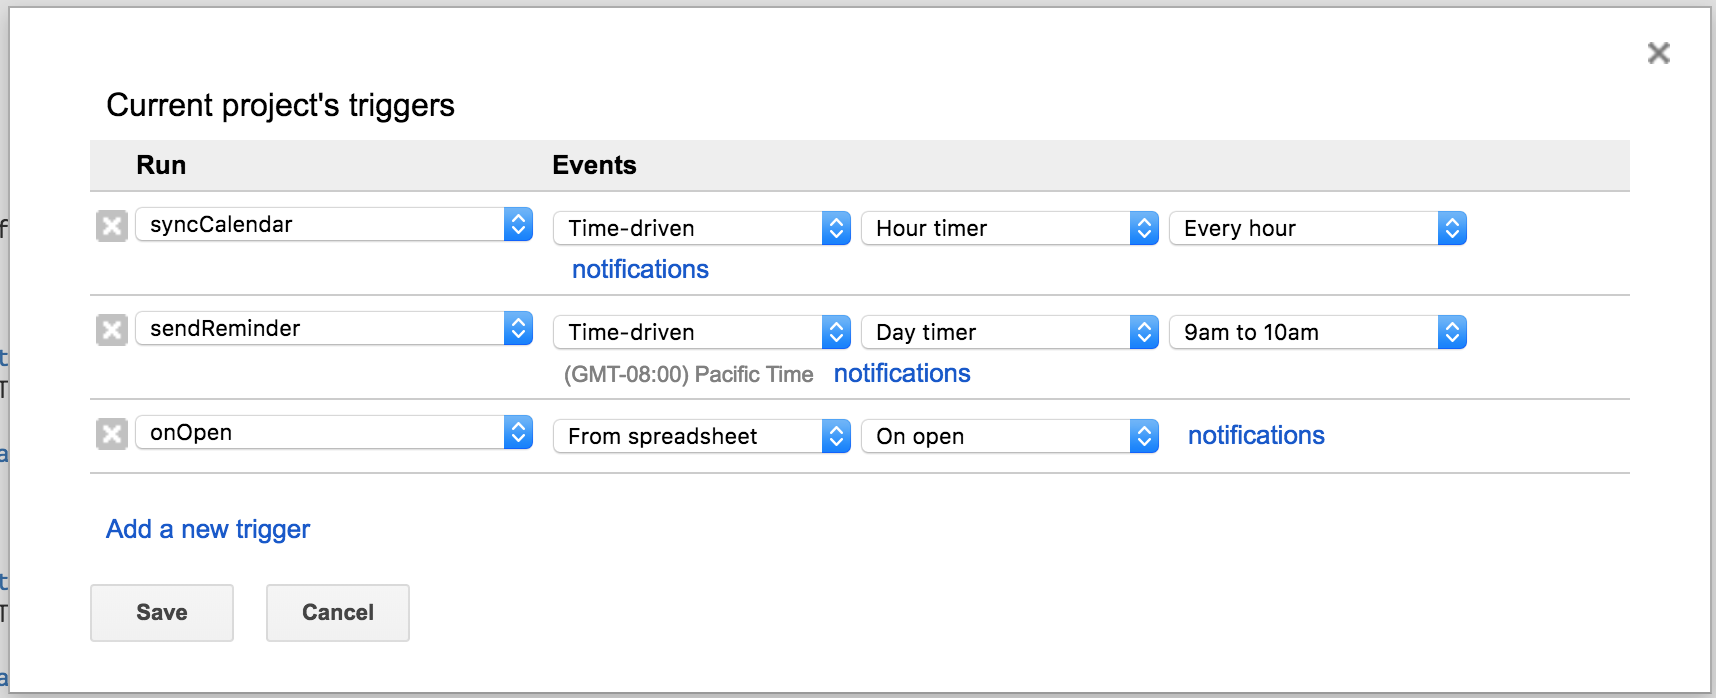 Current project's triggers
Run Events
syncCalendar Time-driven Hour timer Every hour
notifications
sendReminder Time-driven Day timer 9am to 10am
(GMT-08:00) Pacific Time notifications
onOpen From spreadsheet On open notifications
Add a new trigger
Save Cancel